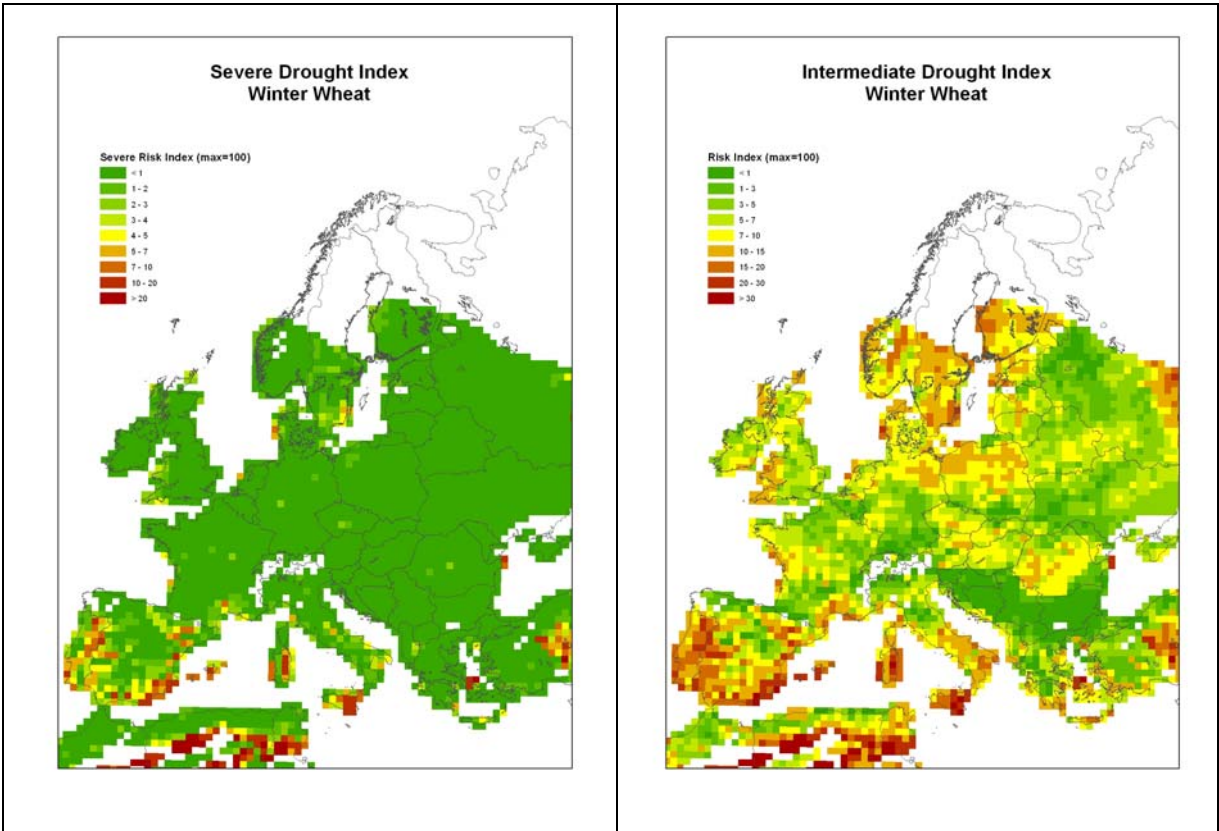 Severe Drought Index
Winter Wheat
Severe Risk Index (max=100)
< 1
1 - 2
2 - 3
3 - 4
4 - 5
5 - 7
7 - 10
10 - 20
> 20
Intermediate Drought Index
Winter Wheat
Risk Index (max=100)
< 1
1 - 3
3 - 5
5 - 7
7 - 10
10 - 15
15 - 20
20 - 30
> 30